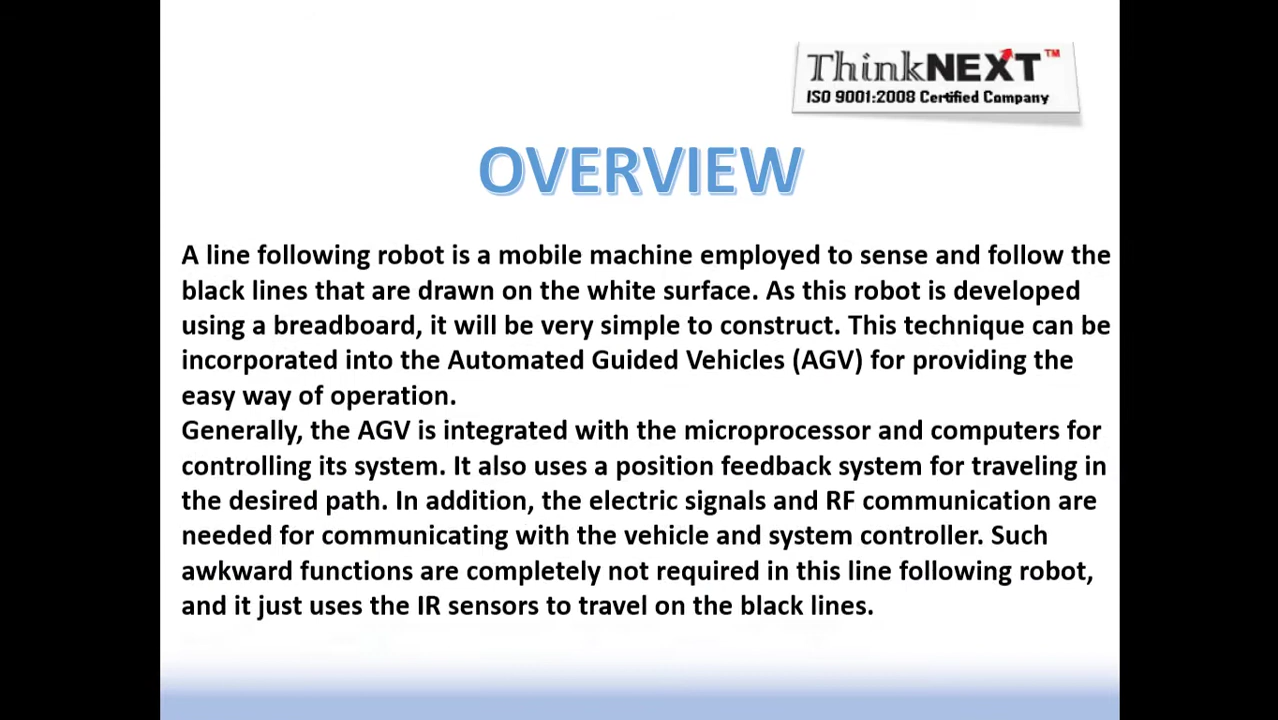 ThinkNEXT™
ISO 9001:2008 Certified Company
OVERVIEW
A line following robot is a mobile machine employed to sense and follow the
black lines that are drawn on the white surface. As this robot is developed
using a breadboard, it will be very simple to construct. This technique can be
incorporated into the Automated Guided Vehicles (AGV) for providing the
easy way of operation.
Generally, the AGV is integrated with the microprocessor and computers for
controlling its system. It also uses a position feedback system for traveling in
the desired path. In addition, the electric signals and RF communication are
needed for communicating with the vehicle and system controller. Such
awkward functions are completely not required in this line following robot,
and it just uses the IR sensors to travel on the black lines.